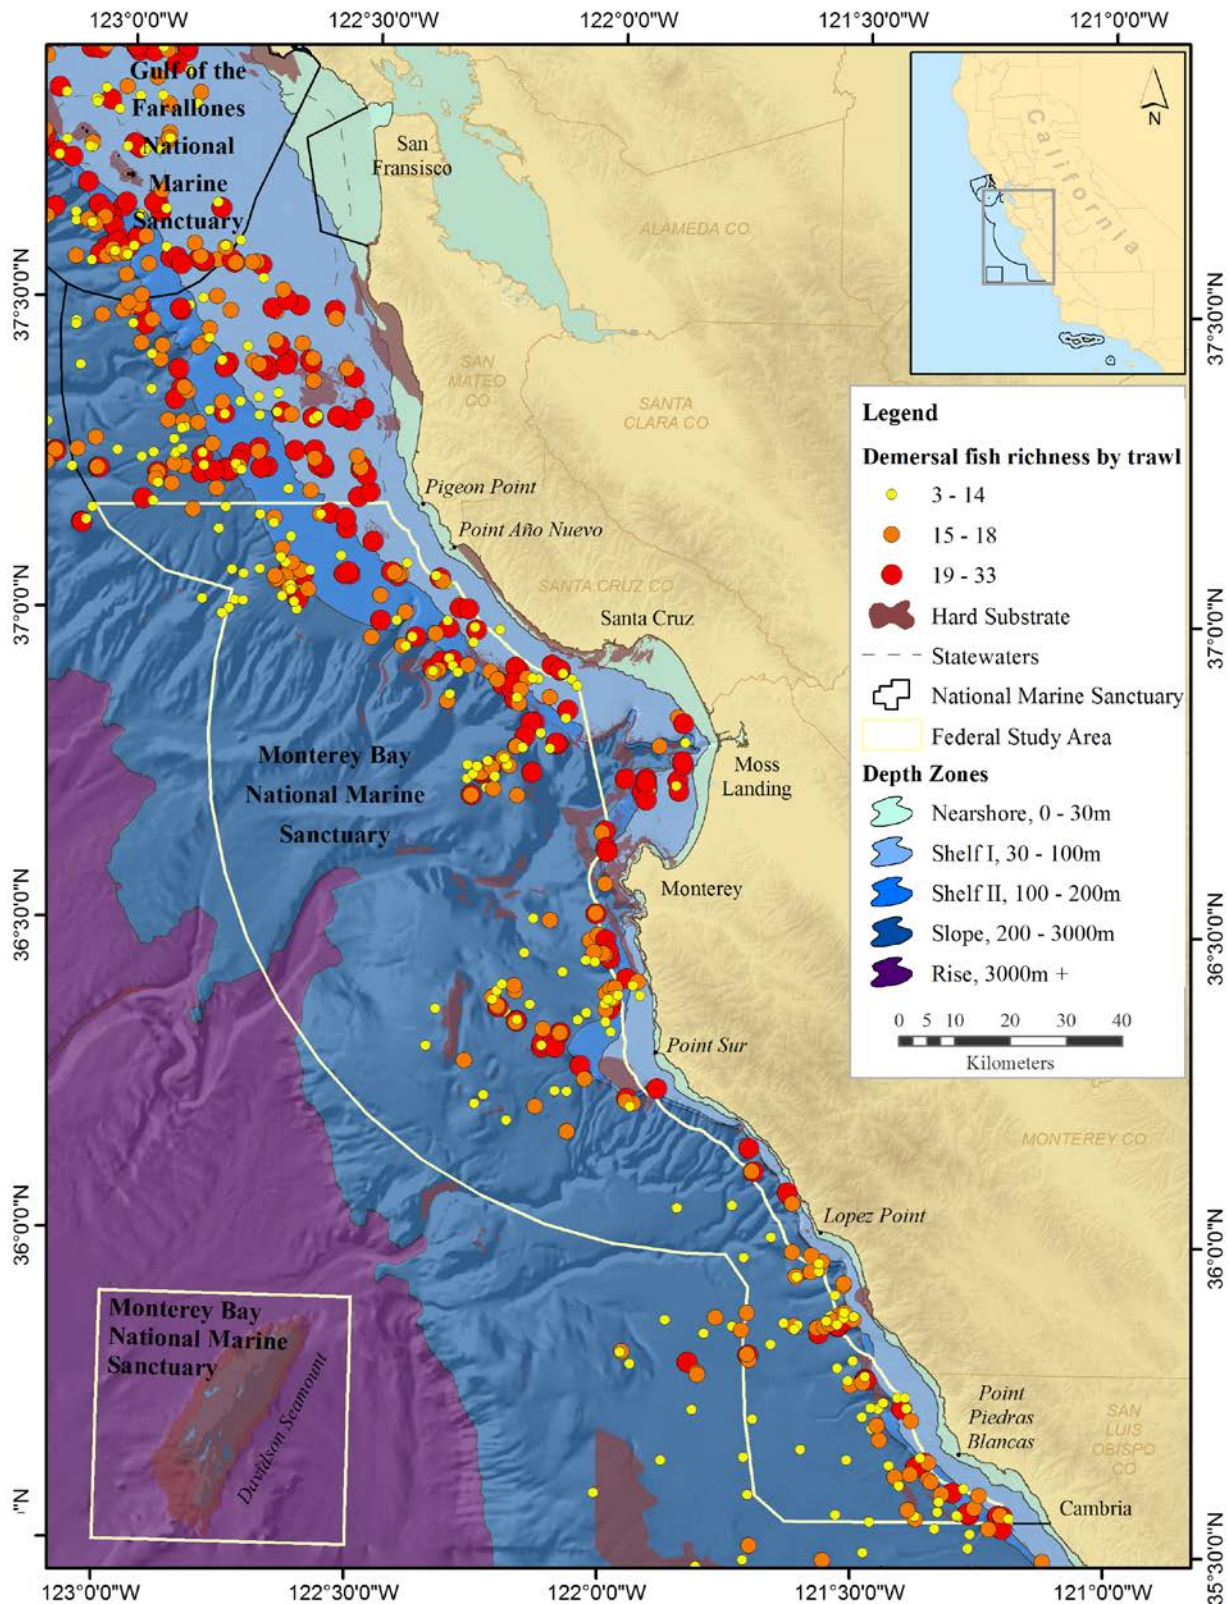 123°0'0"W 122°30'0"W 122°0'0"W 121°30'0"W 121°0'0"W
Gulf of the
Farallones
National
Marine
Sanctuary
San
Fransisco
ALAMEDA CO
California
N
37°30'0"N
37°30'0"N
SAN
MATEO
CO
SANTA
CLARA CO
Pigeon Point
Point Año Nuevo
SANTA CRUZ CO
Santa Cruz
37°0'0"N
37°0'0"N
Monterey Bay
National Marine
Sanctuary
Moss
Landing
Monterey
36°30'0"N
36°30'0"N
Point Sur
MONTEREY CO
Lopez Point
36°0'0"N
36°0'0"N
Monterey Bay
National Marine
Sanctuary
Davidson Seamount
Point
Piedras
Blancas
SAN
LUIS
OBISPO
CO
Cambria
"N
35°30'0"N
Legend
Demersal fish richness by trawl
3 - 14
15 - 18
19 - 33
Hard Substrate
Statewaters
National Marine Sanctuary
Federal Study Area
Depth Zones
Nearshore, 0 - 30m
Shelf I, 30 - 100m
Shelf II, 100 - 200m
Slope, 200 - 3000m
Rise, 3000m +
0 5 10 20 30 40
Kilometers
123°0'0"W 122°30'0"W 122°0'0"W 121°30'0"W 121°0'0"W